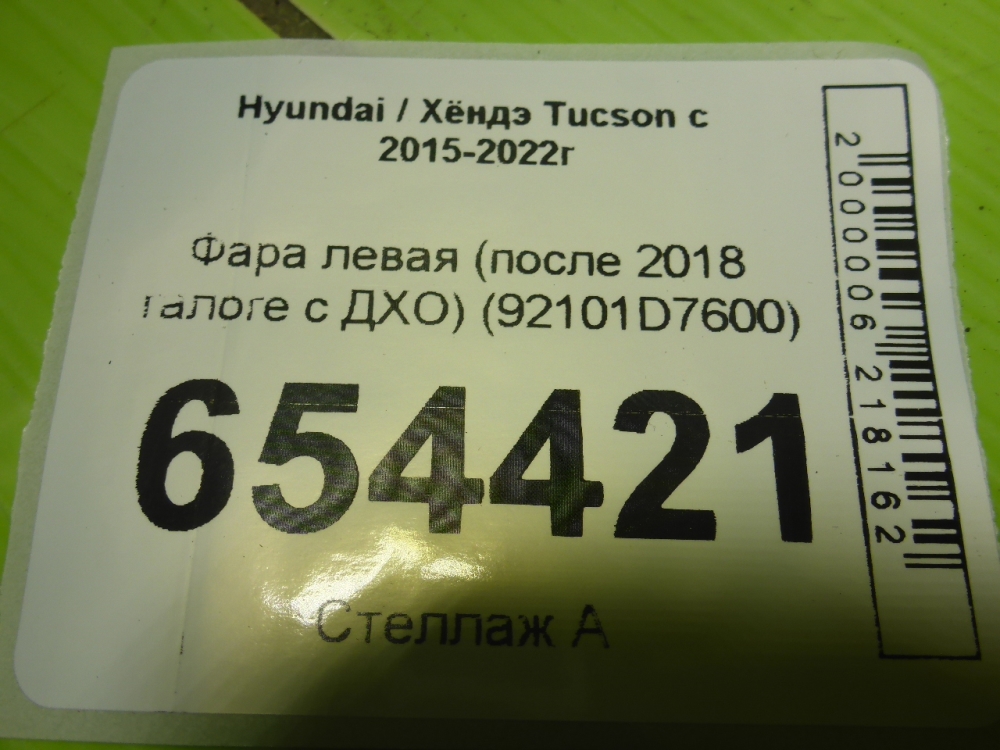 Hyundai / Хёндэ Tucson с
2015-2022г
Фара левая (после 2018
галоге с ДХО) (92101D7600)
654421
Стеллаж А
2000006218162